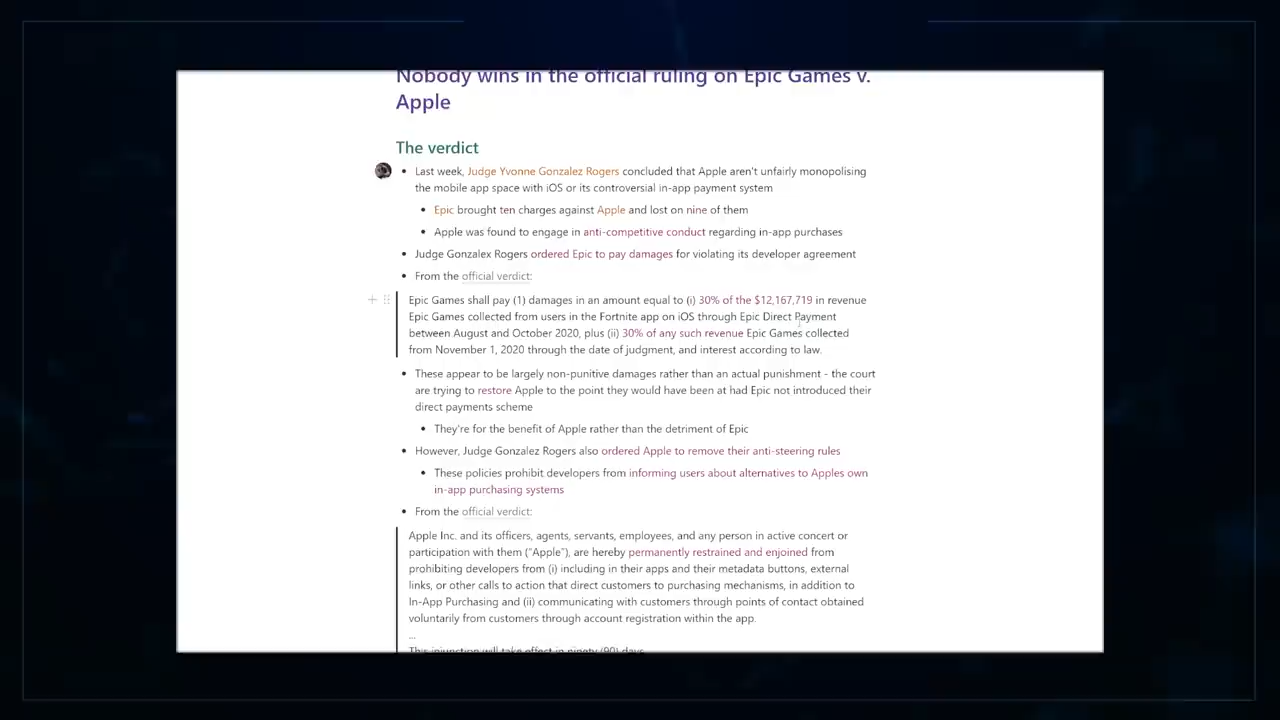 Nobody wins in the official ruling on Epic Games v.
Apple
The verdict
• Last week, Judge Yvonne Gonzalez Rogers concluded that Apple aren't unfairly monopolising
the mobile app space with iOS or its controversial in-app payment system
• Epic brought ten charges against Apple and lost on nine of them
• Apple was found to engage in anti-competitive conduct regarding in-app purchases
• Judge Gonzalex Rogers ordered Epic to pay damages for violating its developer agreement
• From the official verdict:
Epic Games shall pay (1) damages in an amount equal to (i) 30% of the $12,167,719 in revenue
Epic Games collected from users in the Fortnite app on iOS through Epic Direct Payment
between August and October 2020, plus (ii) 30% of any such revenue Epic Games collected
from November 1, 2020 through the date of judgment, and interest according to law.
• These appear to be largely non-punitive damages rather than an actual punishment - the court
are trying to restore Apple to the point they would have been at had Epic not introduced their
direct payments scheme
• They're for the benefit of Apple rather than the detriment of Epic
• However, Judge Gonzalez Rogers also ordered Apple to remove their anti-steering rules
• These policies prohibit developers from informing users about alternatives to Apples own
in-app purchasing systems
• From the official verdict:
Apple Inc. and its officers, agents, servants, employees, and any person in active concert or
participation with them ("Apple"), are hereby permanently restrained and enjoined from
prohibiting developers from (i) including in their apps and their metadata buttons, external
links, or other calls to action that direct customers to purchasing mechanisms, in addition to
In-App Purchasing and (ii) communicating with customers through points of contact obtained
voluntarily from customers through account registration within the app.
...
This injunction will take effect in ninety (90) days